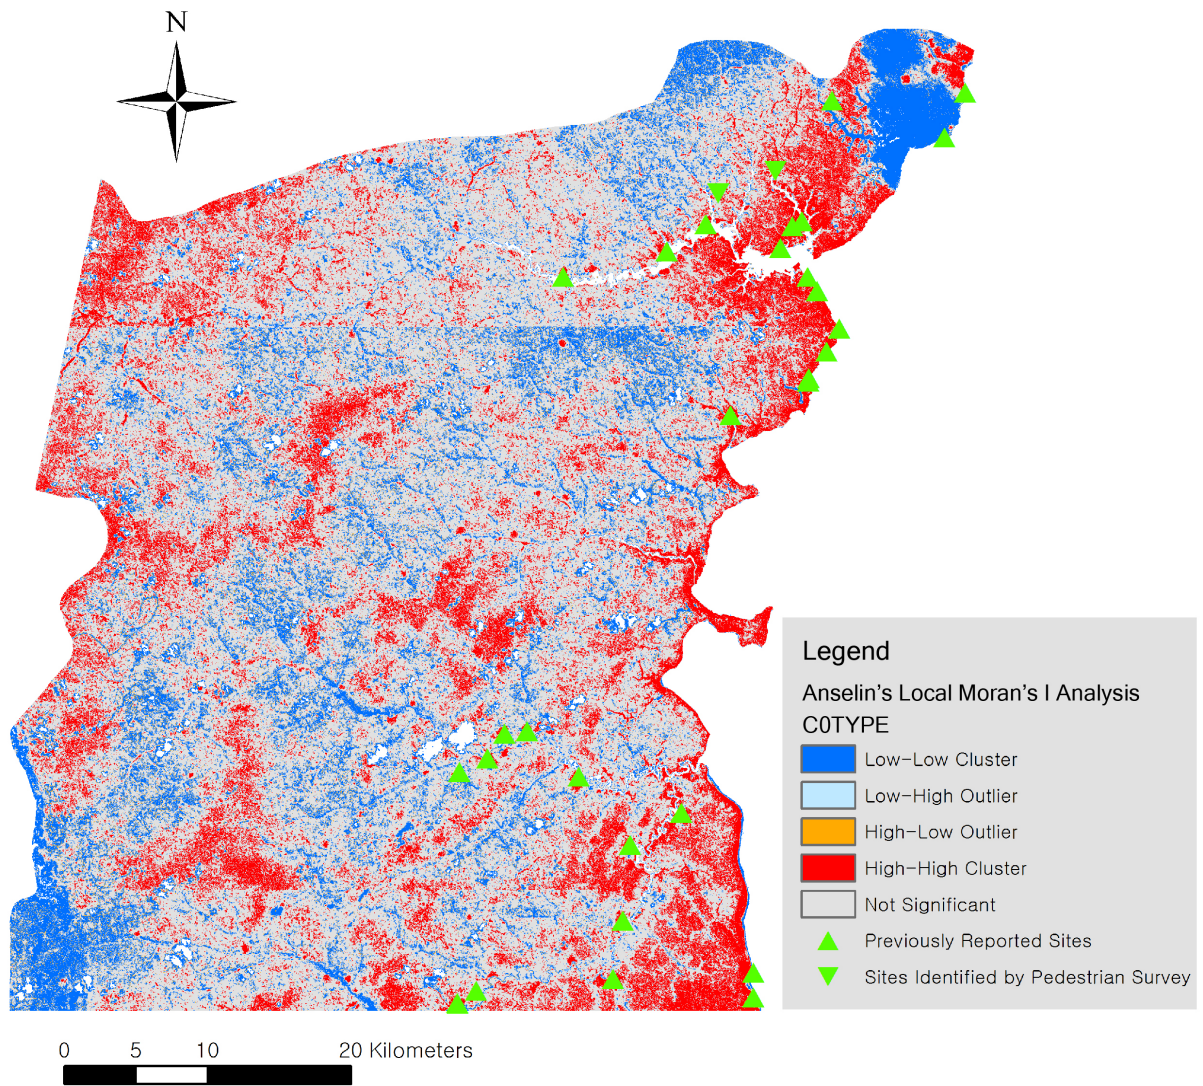 N
Legend
Anselin's Local Moran's I Analysis
C0TYPE
Low-Low Cluster
Low-High Outlier
High-Low Outlier
High-High Cluster
Not Significant
Previously Reported Sites
Sites Identified by Pedestrian Survey
0 5 10 20 Kilometers